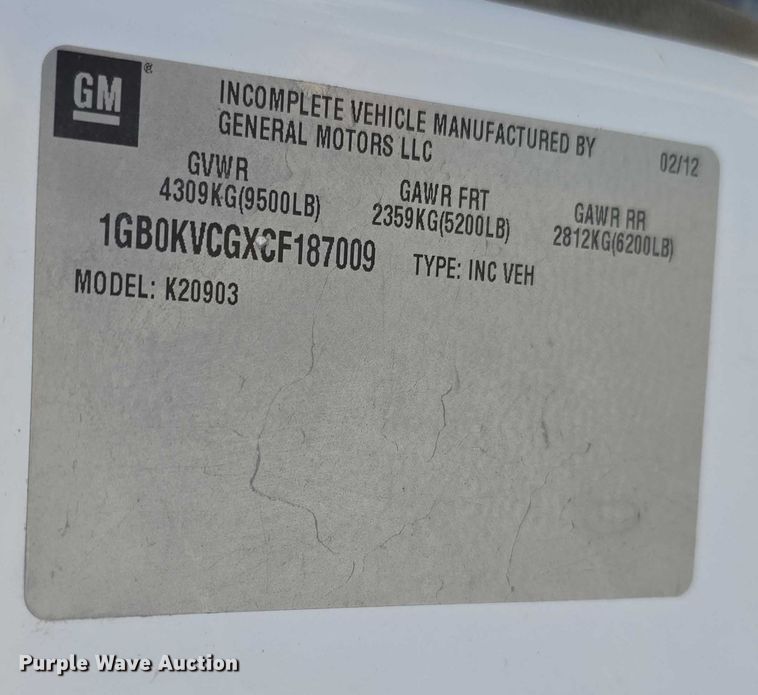 GM
®
INCOMPLETE VEHICLE MANUFACTURED BY
GENERAL MOTORS LLC
02/12
GVWR
4309KG(9500LB)
GAWR FRT
2359KG(5200LB)
GAWR RR
2812KG(6200LB)
1GB0KVCGXCF187009
TYPE: INC VEH
MODEL: K20903
Purple Wave Auction